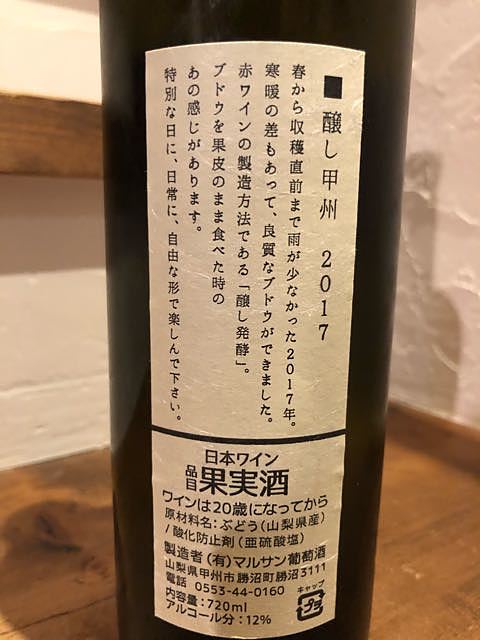 ■醸し甲州 2017
春から収穫直前まで雨が少なかった2017年。
寒暖の差もあって、良質なブドウができました。
赤ワインの製造方法である「醸し発酵」。
ブドウを果皮のまま食べた時の
あの感じがあります。
特別な日に、日常に、自由な形で楽しんで下さい。
日本ワイン
品目 果実酒
ワインは20歳になってから
原材料名：ぶどう（山梨県産）
/酸化防止剤（亜硫酸塩）
製造者（有）マルサン葡萄酒
山梨県甲州市勝沼町勝沼3111
電話 0553-44-0160
内容量：720ml
アルコール分：12%
キャップ
プラ